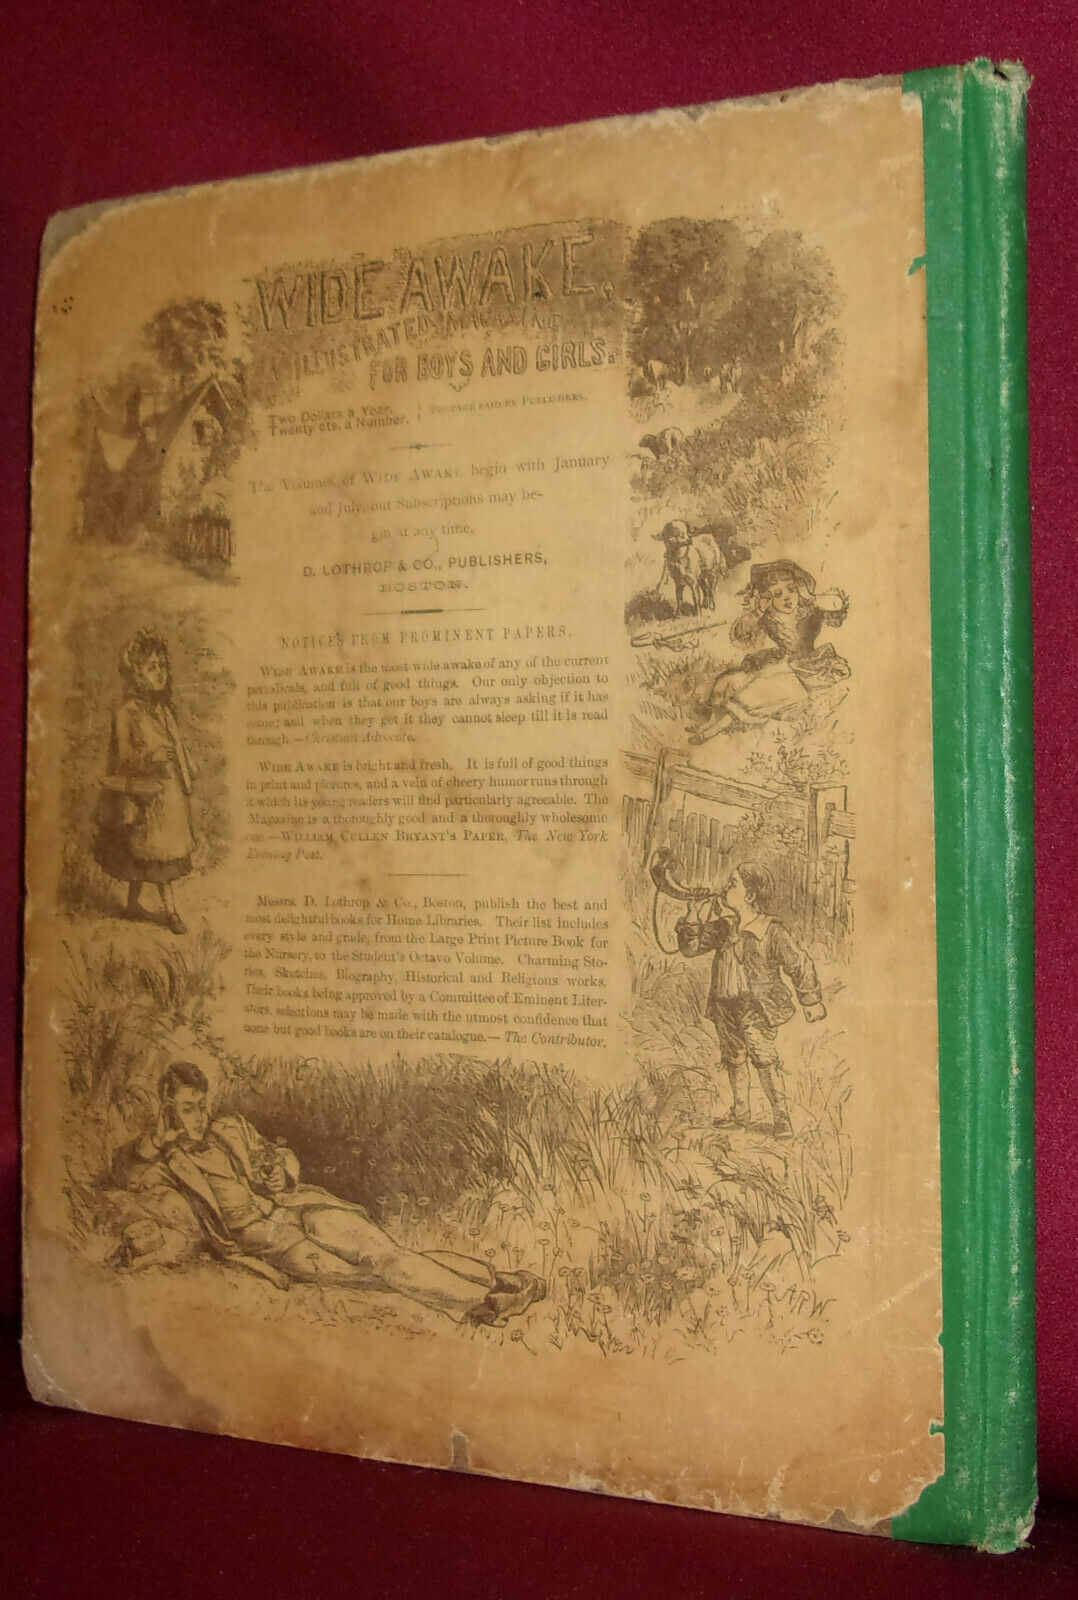 WIDE AWAKE,
ILLUSTRATED MAGAZINE
FOR BOYS AND GIRLS.
Two Dollars a Year.
Twenty cts. a Number.
POSTAGE PAID BY PUBLISHERS.
The Volumes of WIDE AWAKE begin with January
and July, but Subscriptions may be-
gin at any time.
D. LOTHROP & CO., PUBLISHERS,
BOSTON.
NOTICES FROM PROMINENT PAPERS.
WIDE AWAKE is the most wide awake of any of the current
periodicals, and full of good things. Our only objection to
this publication is that our boys are always asking if it has
come; and when they get it they cannot sleep till it is read
through.—Christian Advocate.
WIDE AWAKE is bright and fresh. It is full of good things
in print and pictures, and a vein of cheery humor runs through
it which its young readers will find particularly agreeable. The
Magazine is a thoroughly good and a thoroughly wholesome
one.—WILLIAM CULLEN BRYANT'S PAPER, The New York
Evening Post.
Messrs. D. Lothrop & Co., Boston, publish the best and
most delightful books for Home Libraries. Their list includes
every style and grade, from the Large Print Picture Book for
the Nursery, to the Student's Octavo Volume. Charming Sto-
ries, Sketches, Biography, Historical and Religious works.
Their books being approved by a Committee of Eminent Liter-
ators, selections may be made with the utmost confidence that
none but good books are on their catalogue.—The Contributor.
ARW